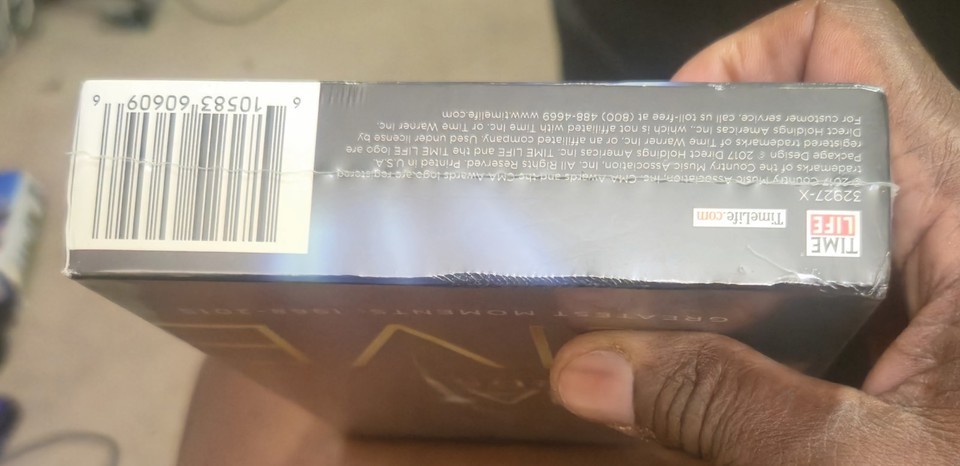 IVE
GREATEST MOMENTS: 1968-2015
TIME
LIFE
TimeLife.com
32927-X
© 2017 Country Music Association, Inc. CMA Awards and the CMA Awards logo are registered
trademarks of the Country Music Association, Inc. All Rights Reserved. Printed in U.S.A.
Package Design © 2017 Direct Holdings Americas Inc. TIME LIFE and the TIME LIFE logo are
registered trademarks of Time Warner Inc. or an affiliated company. Used under license by
Direct Holdings Americas Inc., which is not affiliated with Time Inc. or Time Warner Inc.
For customer service, call us toll-free at (800) 488-4669 www.timelife.com
6 10583 60609 6